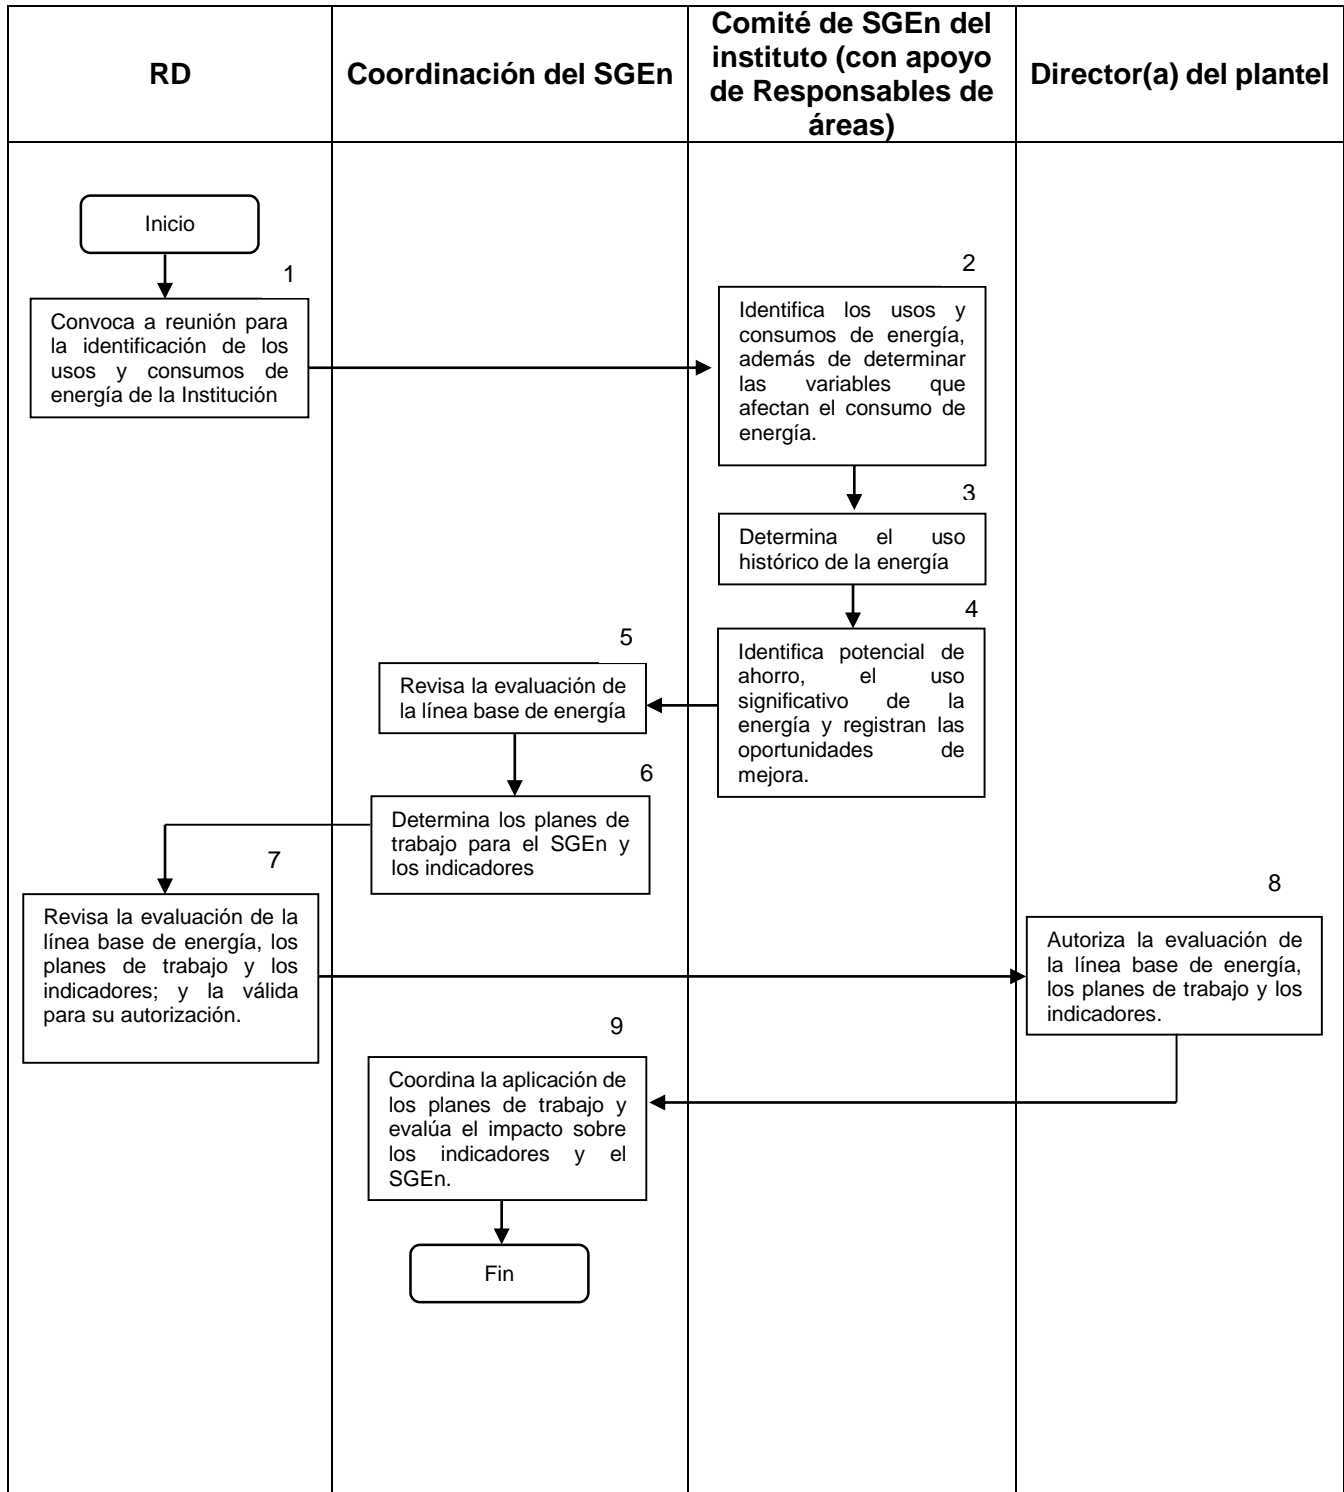 RD
Coordinación del SGEn
Comité de SGEn del
instituto (con apoyo
de Responsables de
áreas)
Director(a) del plantel
Inicio
1
Convoca a reunión para
la identificación de los
usos y consumos de
energía de la Institución
2
Identifica los usos y
consumos de energía,
además de determinar
las variables que
afectan el consumo de
energía.
3
Determina el uso
histórico de la energía
4
Identifica potencial de
ahorro, el uso
significativo de la
energía y registran las
oportunidades de
mejora.
5
Revisa la evaluación de
la línea base de energía
6
Determina los planes de
trabajo para el SGEn y
los indicadores
7
Revisa la evaluación de la
línea base de energía, los
planes de trabajo y los
indicadores; y la válida
para su autorización.
8
Autoriza la evaluación de
la línea base de energía,
los planes de trabajo y los
indicadores.
9
Coordina la aplicación de
los planes de trabajo y
evalúa el impacto sobre
los indicadores y el
SGEn.
Fin